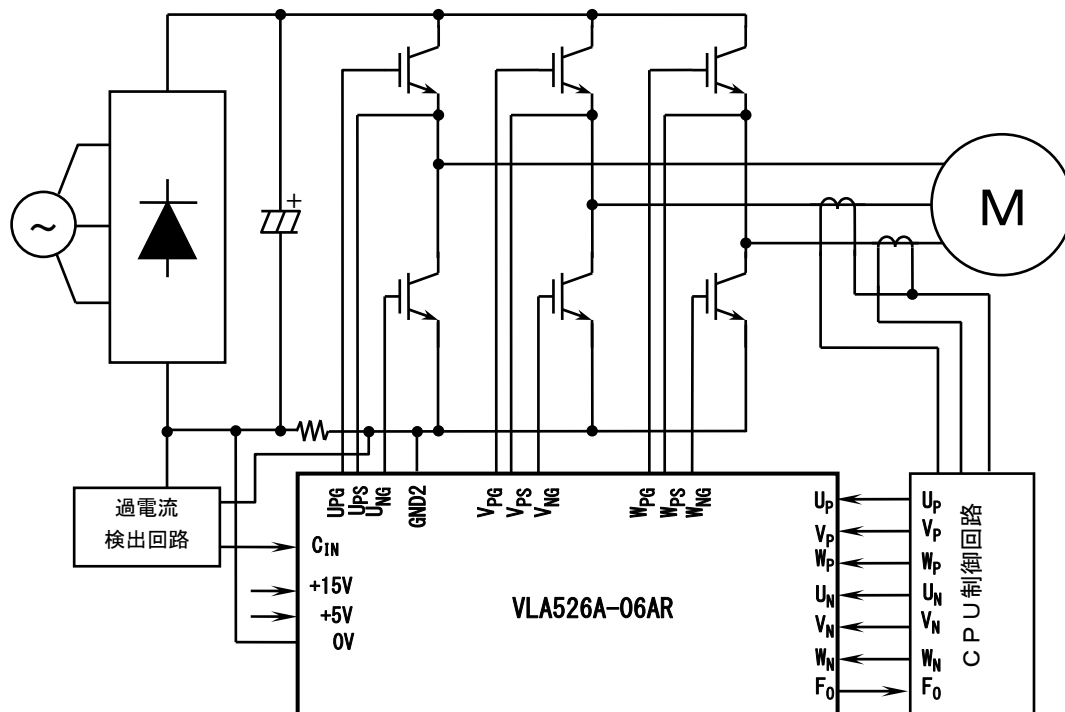 +
~
M
UPG
UPS
UNG
GND2
VPG
VPS
VNG
WPG
WPS
WNG
過電流
検出回路
CIN
+15V
+5V
0V
VLA526A-06AR
UP
VP
WP
UN
VN
WN
FO
UP
VP
WP
UN
VN
WN
FO
CPU制御回路